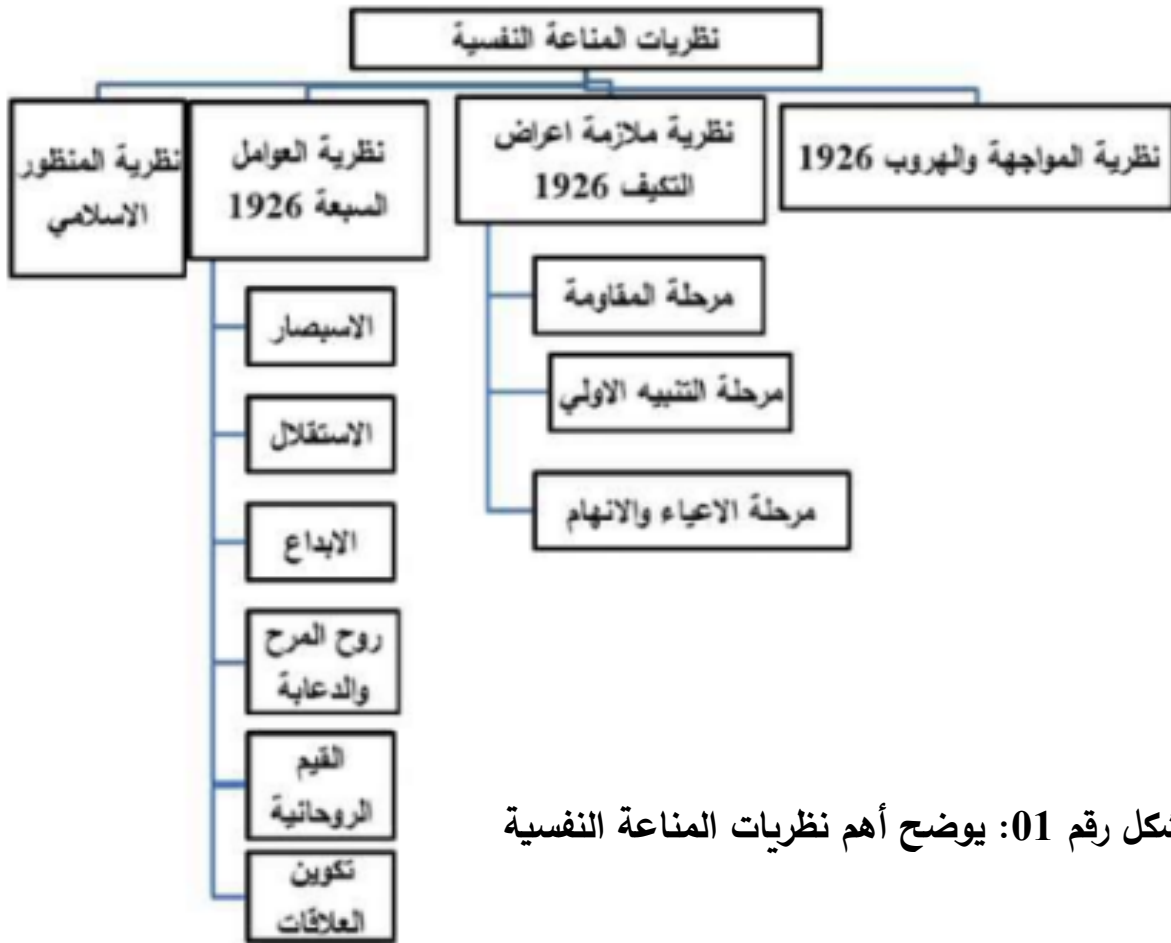 نظريات المناعة النفسية
نظرية المواجهة والهروب 1926
نظرية ملازمة اعراض
التكيف 1926
مرحلة المقاومة
مرحلة التنبيه الاولي
مرحلة الاعياء والانهام
نظرية العوامل
السبعة 1926
الاسبصار
الاستقلال
الابداع
روح المرح
والدعابة
القيم
الروحانية
تكوين
العلاقات
نظرية المنظور
الاسلامي
شكل رقم 01: يوضح أهم نظريات المناعة النفسية